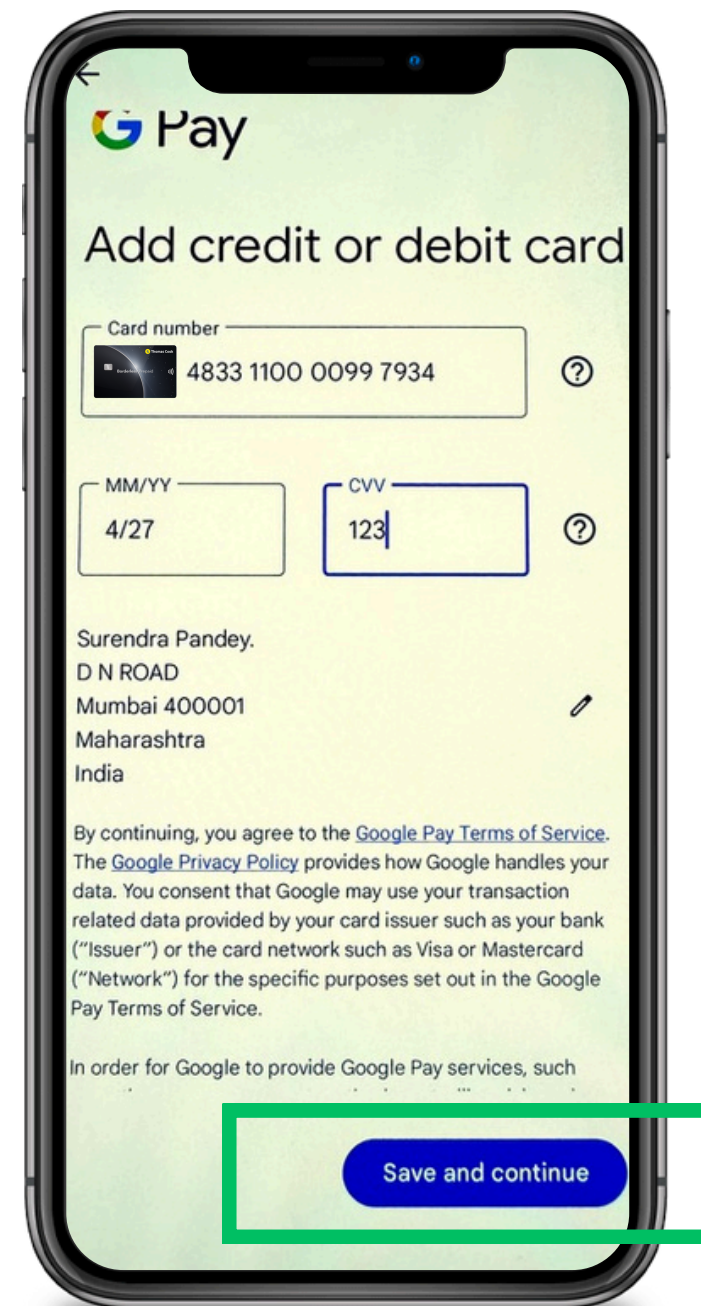 G Pay
Add credit or debit card
Card number
Thomas Cook
4833 1100 0099 7934
MM/YY
4/27
CVV
123
Surendra Pandey.
D N ROAD
Mumbai 400001
Maharashtra
India
By continuing, you agree to the Google Pay Terms of Service.
The Google Privacy Policy provides how Google handles your
data. You consent that Google may use your transaction
related data provided by your card issuer such as your bank
("Issuer") or the card network such as Visa or Mastercard
("Network") for the specific purposes set out in the Google
Pay Terms of Service.
In order for Google to provide Google Pay services, such
Save and continue